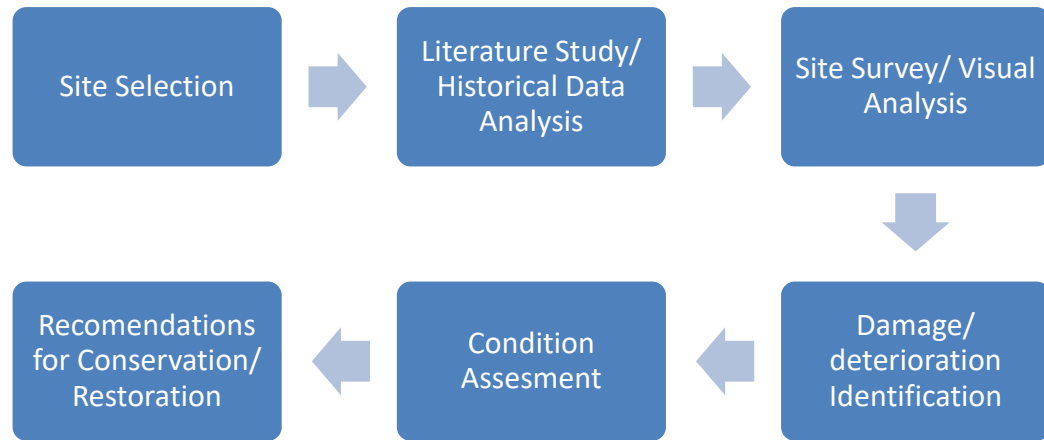 Site Selection
Literature Study/
Historical Data
Analysis
Site Survey/ Visual
Analysis
Damage/
deterioration
Identification
Condition
Assesment
Recomendations
for Conservation/
Restoration